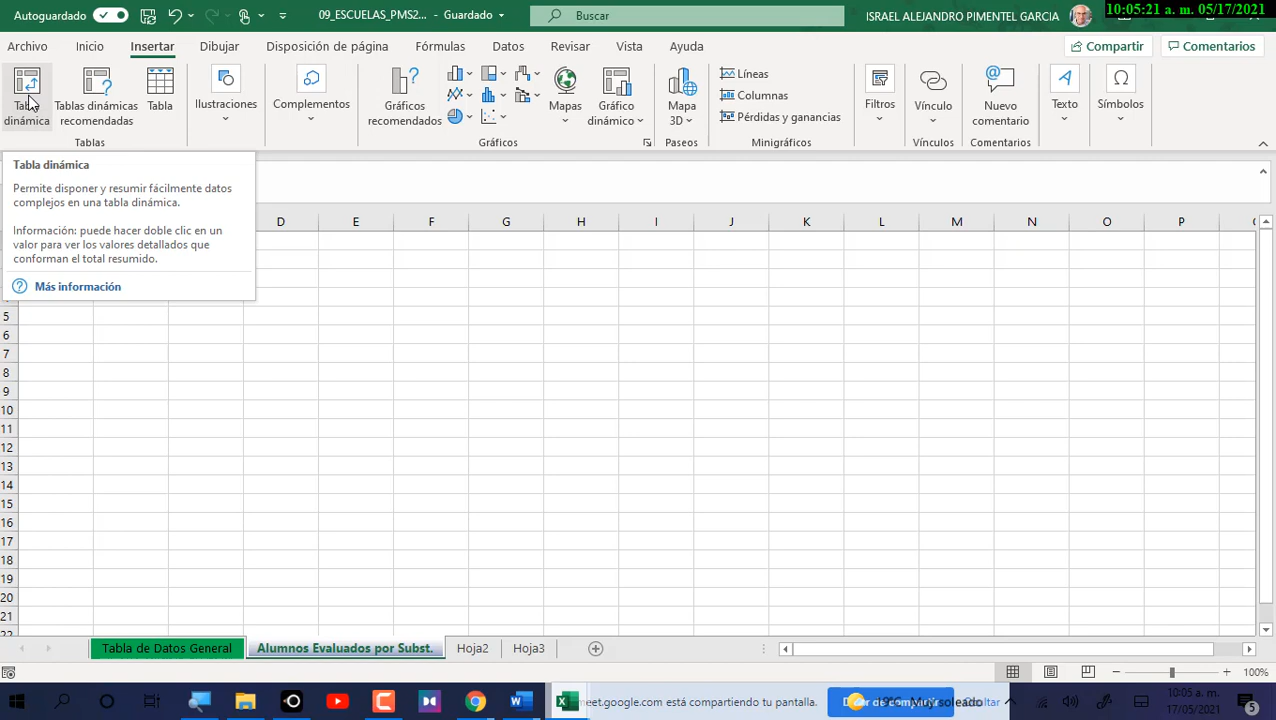 Autoguardado
09_ESCUELAS_PMS2... - Guardado
Buscar
ISRAEL ALEJANDRO PIMENTEL GARCIA
10:05:21 a. m. 05/17/2021
Archivo Inicio Insertar Dibujar Disposición de página Fórmulas Datos Revisar Vista Ayuda
Compartir
Comentarios
Tabla dinámica
Tablas dinámicas recomendadas
Tabla
Ilustraciones
Complementos
Gráficos recomendados
Mapas
Gráfico dinámico
Mapa 3D
Líneas
Columnas
Pérdidas y ganancias
Filtros
Vínculo
Nuevo comentario
Texto
Símbolos
Tablas Gráficos Paseos Minigráficos Vínculos Comentarios
Tabla dinámica
Permite disponer y resumir fácilmente datos
complejos en una tabla dinámica.
Información: puede hacer doble clic en un
valor para ver los valores detallados que
conforman el total resumido.
Más información
D E F G H I J K L M N O P
5
6
7
8
9
10
11
12
13
14
15
16
17
18
19
20
21
22
Tabla de Datos General Alumnos Evaluados por Subst. Hoja2 Hoja3
100%
meet.google.com está compartiendo tu pantalla.
10:05 a. m.
17/05/2021
5